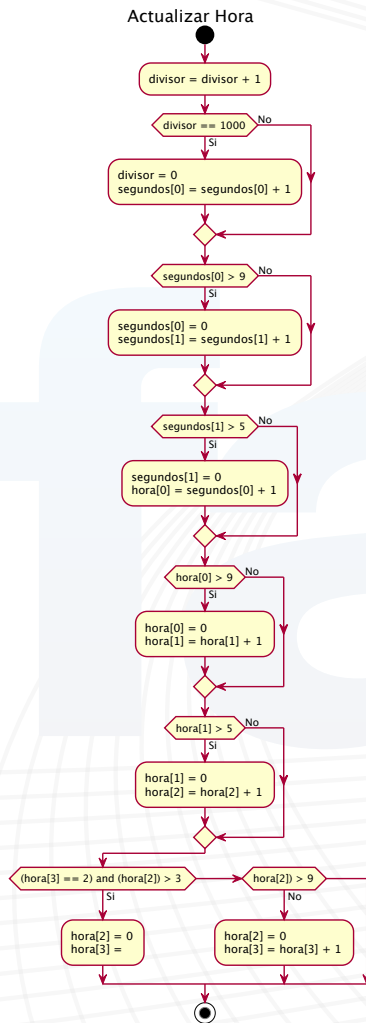 Actualizar Hora
divisor = divisor + 1
divisor == 1000
No
Si
divisor = 0
segundos[0] = segundos[0] + 1
segundos[0] > 9
No
Si
segundos[0] = 0
segundos[1] = segundos[1] + 1
segundos[1] > 5
No
Si
segundos[1] = 0
hora[0] = segundos[0] + 1
hora[0] > 9
No
Si
hora[0] = 0
hora[1] = hora[1] + 1
hora[1] > 5
No
Si
hora[1] = 0
hora[2] = hora[2] + 1
(hora[3] == 2) and (hora[2]) > 3
hora[2]) > 9
Si
No
hora[2] = 0
hora[3] =
hora[2] = 0
hora[3] = hora[3] + 1